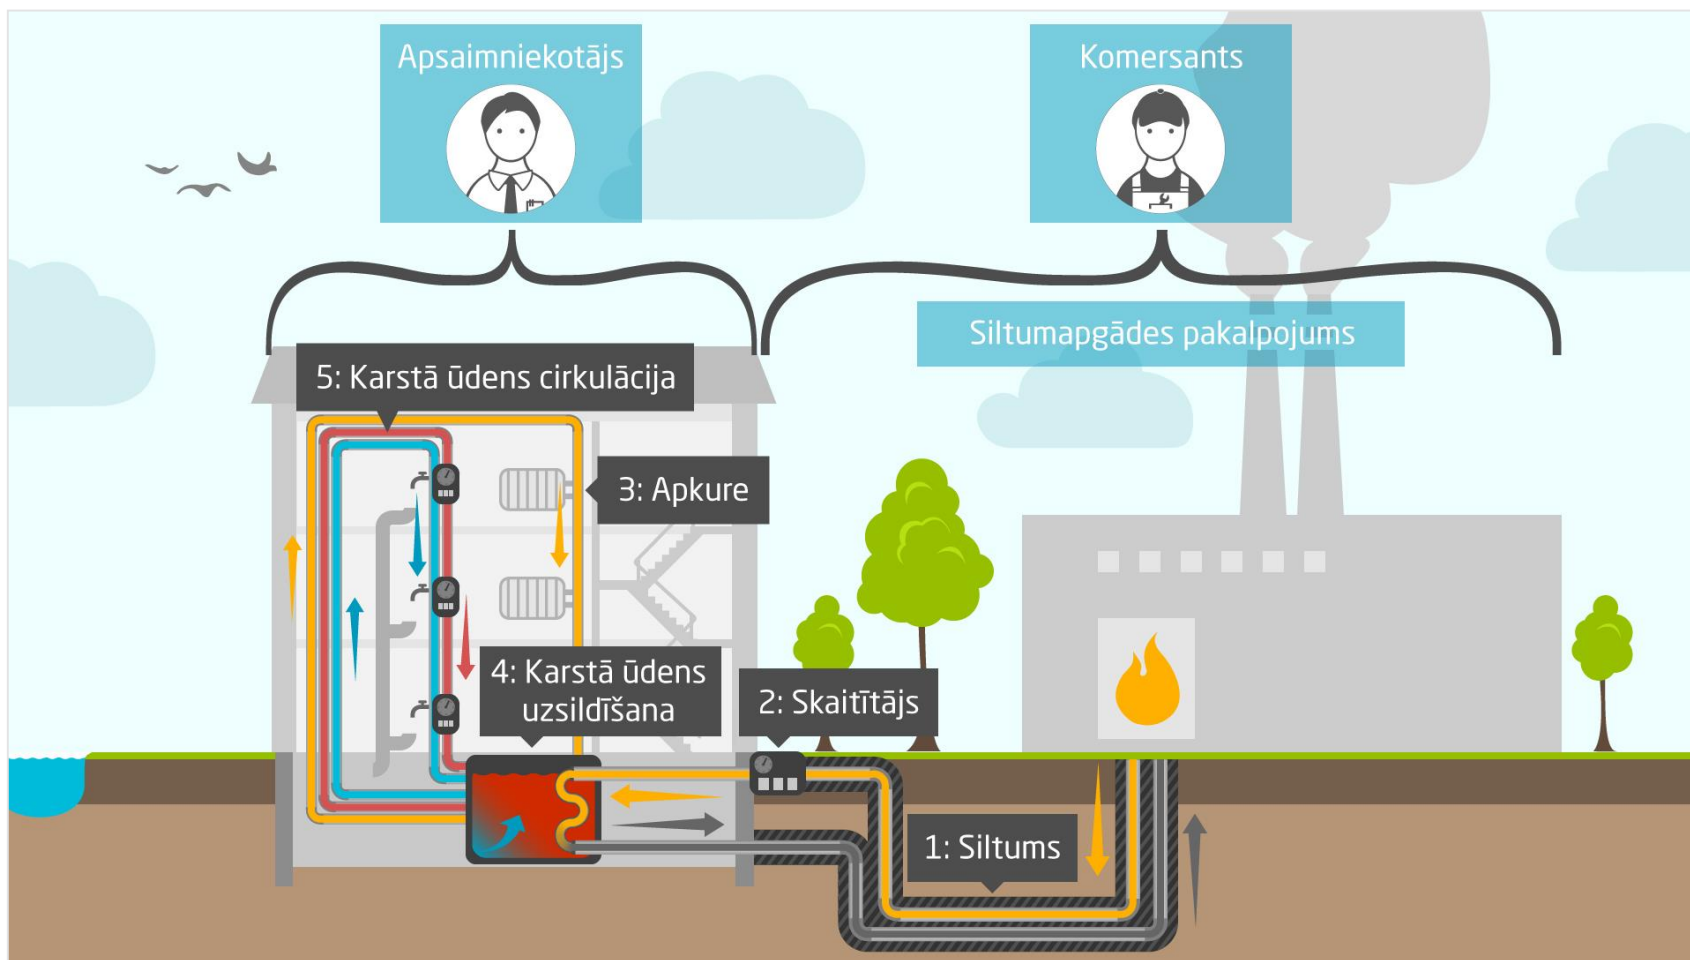 Apsaimniekotājs
Komersants
Siltumapgādes pakalpojums
5: Karstā ūdens cirkulācija
3: Apkure
4: Karstā ūdens
uzsildīšana
2: Skaitītājs
1: Siltums